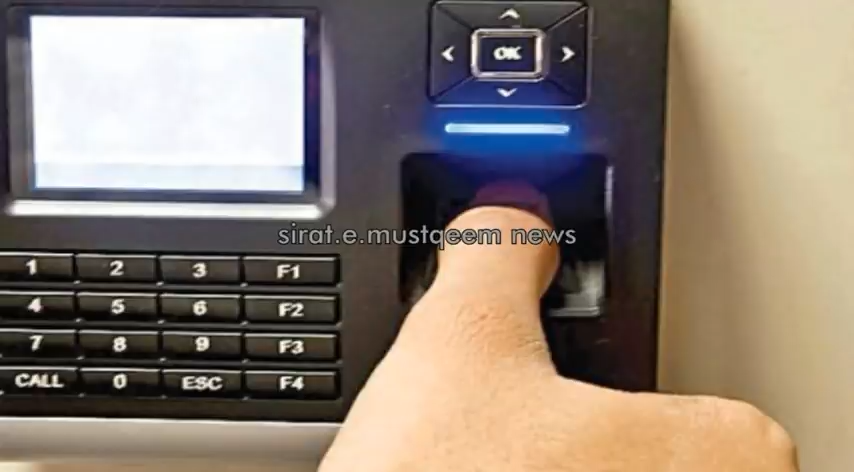 OK
sirat.e.mustqeem news
1 2 3 F1
4 5 6 F2
7 8 9 F3
CALL 0 ESC F4